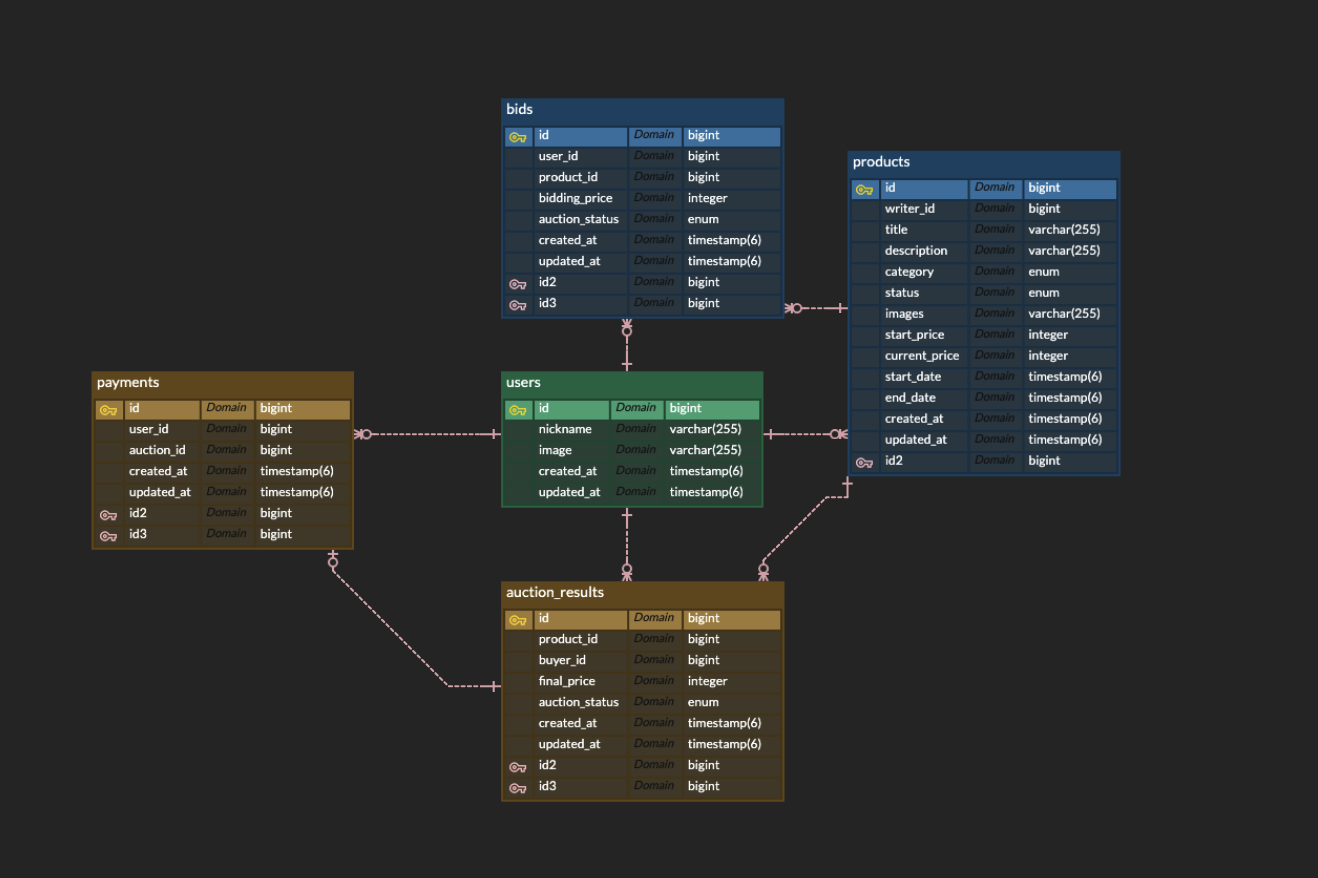 bids
id Domain bigint
user_id Domain bigint
product_id Domain bigint
bidding_price Domain integer
auction_status Domain enum
created_at Domain timestamp(6)
updated_at Domain timestamp(6)
id2 Domain bigint
id3 Domain bigint
products
id Domain bigint
writer_id Domain bigint
title Domain varchar(255)
description Domain varchar(255)
category Domain enum
status Domain enum
images Domain varchar(255)
start_price Domain integer
current_price Domain integer
start_date Domain timestamp(6)
end_date Domain timestamp(6)
created_at Domain timestamp(6)
updated_at Domain timestamp(6)
id2 Domain bigint
payments
id Domain bigint
user_id Domain bigint
auction_id Domain bigint
created_at Domain timestamp(6)
updated_at Domain timestamp(6)
id2 Domain bigint
id3 Domain bigint
users
id Domain bigint
nickname Domain varchar(255)
image Domain varchar(255)
created_at Domain timestamp(6)
updated_at Domain timestamp(6)
auction_results
id Domain bigint
product_id Domain bigint
buyer_id Domain bigint
final_price Domain integer
auction_status Domain enum
created_at Domain timestamp(6)
updated_at Domain timestamp(6)
id2 Domain bigint
id3 Domain bigint